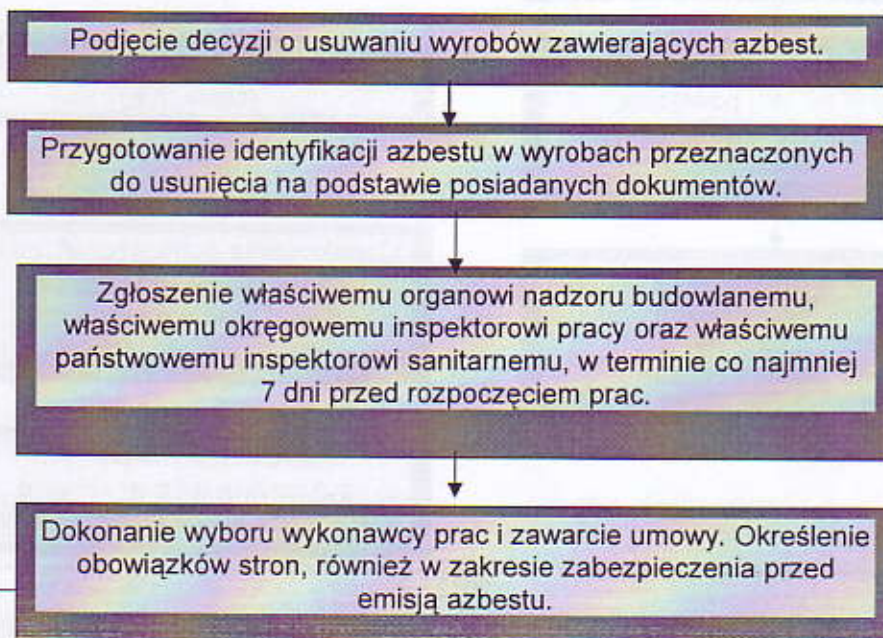 Podjęcie decyzji o usuwaniu wyrobów zawierających azbest.
Przygotowanie identyfikacji azbestu w wyrobach przeznaczonych
do usunięcia na podstawie posiadanych dokumentów.
Zgłoszenie właściwemu organowi nadzoru budowlanemu,
właściwemu okręgowemu inspektorowi pracy oraz właściwemu
państwowemu inspektorowi sanitarnemu, w terminie co najmniej
7 dni przed rozpoczęciem prac.
Dokonanie wyboru wykonawcy prac i zawarcie umowy. Określenie
obowiązków stron, również w zakresie zabezpieczenia przed
emisją azbestu.